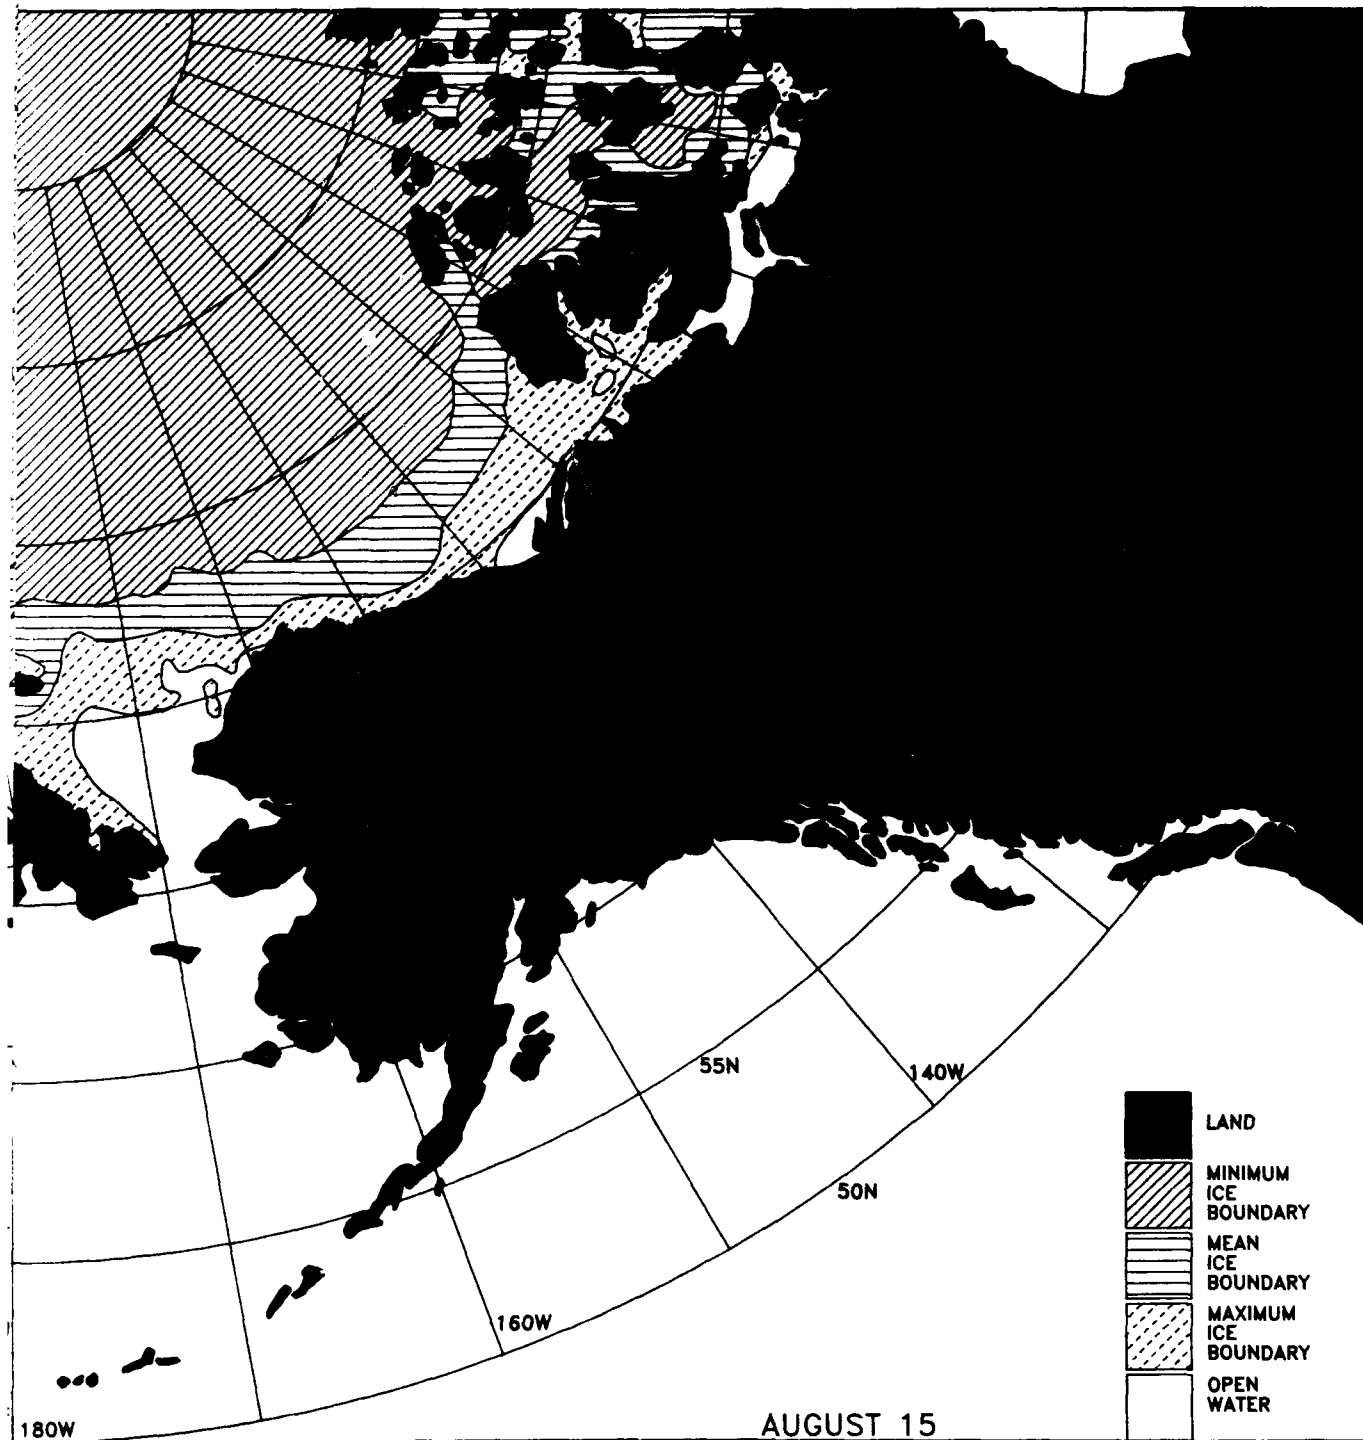 55N
140W
50N
160W
180W
LAND
MINIMUM
ICE
BOUNDARY
MEAN
ICE
BOUNDARY
MAXIMUM
ICE
BOUNDARY
OPEN
WATER
AUGUST 15